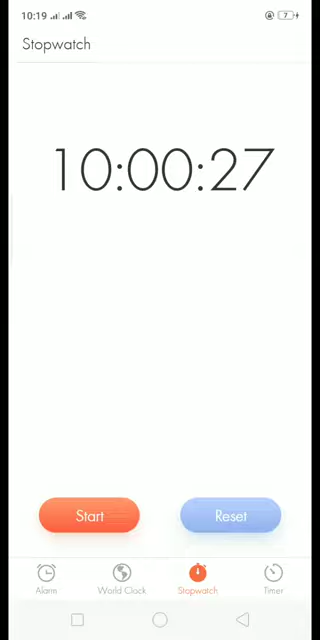 10:19
7
Stopwatch
10:00:27
Start
Reset
Alarm
World Clock
Stopwatch
Timer